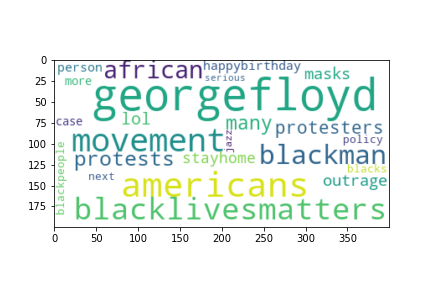 0
25
50
75
100
125
150
175
person african happybirthday
more serious masks
georgefloyd
case lol many protesters
movement jazz policy
protests stayhome blackman
blackpeople next blacks
americans outrage
blacklivesmatters
0 50 100 150 200 250 300 350